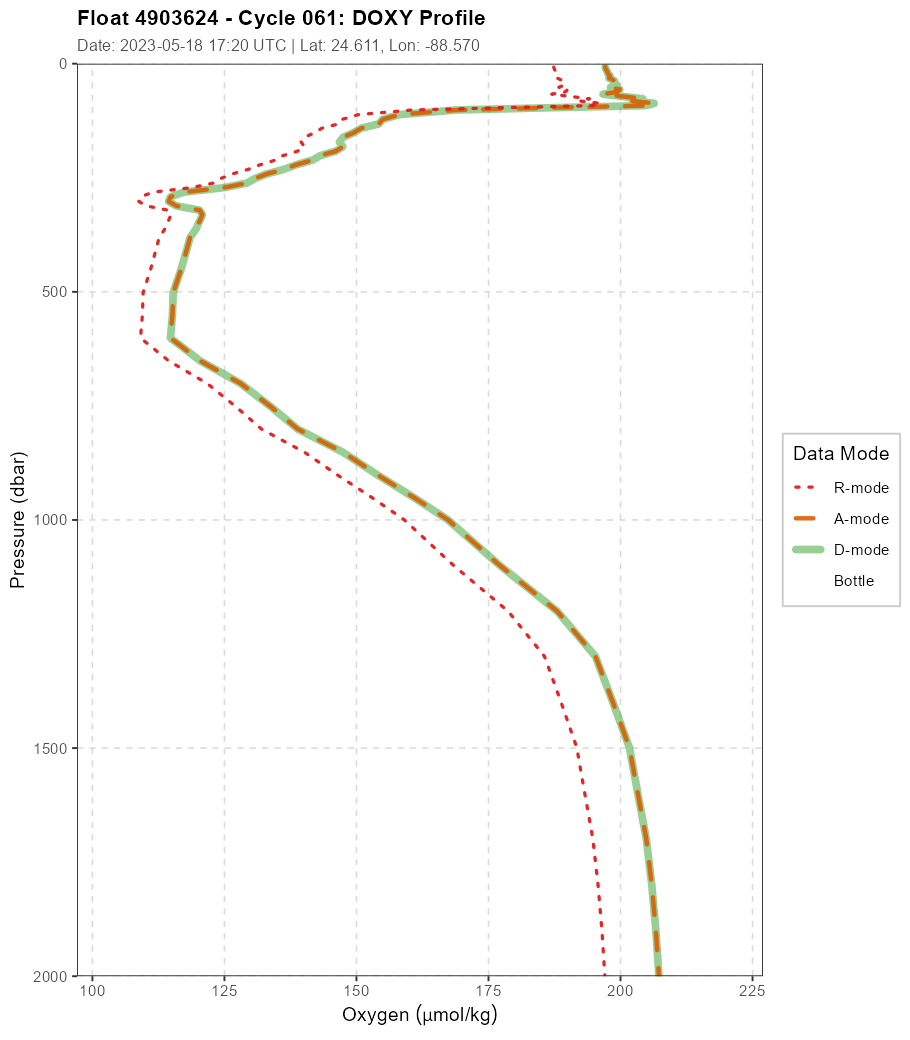 Float 4903624 - Cycle 061: DOXY Profile
Date: 2023-05-18 17:20 UTC | Lat: 24.611, Lon: -88.570
0
500
1000
1500
2000
Pressure (dbar)
100 125 150 175 200 225
Oxygen (μmol/kg)
Data Mode
R-mode
A-mode
D-mode
Bottle